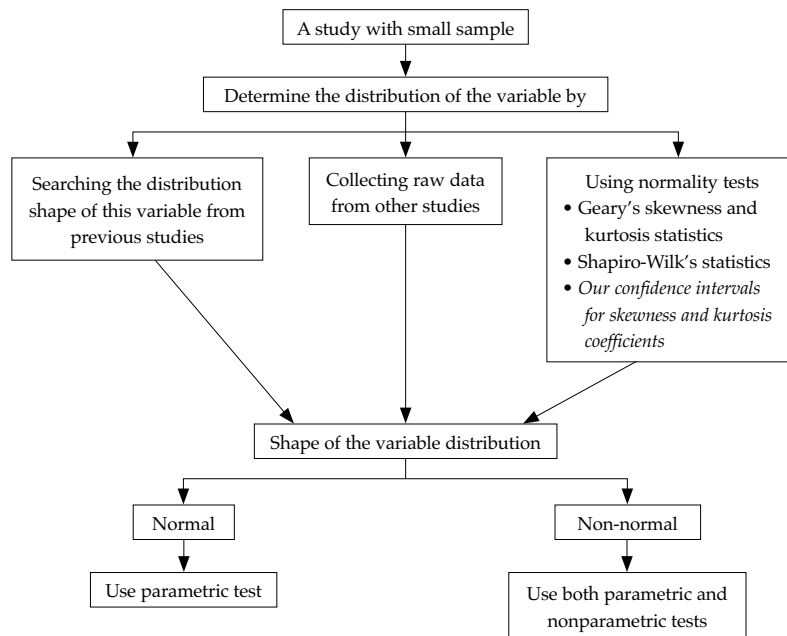 A study with small sample
Determine the distribution of the variable by
Searching the distribution
shape of this variable from
previous studies
Collecting raw data
from other studies
Using normality tests
• Geary's skewness and
kurtosis statistics
• Shapiro-Wilk's statistics
• Our confidence intervals
for skewness and kurtosis
coefficients
Shape of the variable distribution
Normal
Non-normal
Use parametric test
Use both parametric and
nonparametric tests